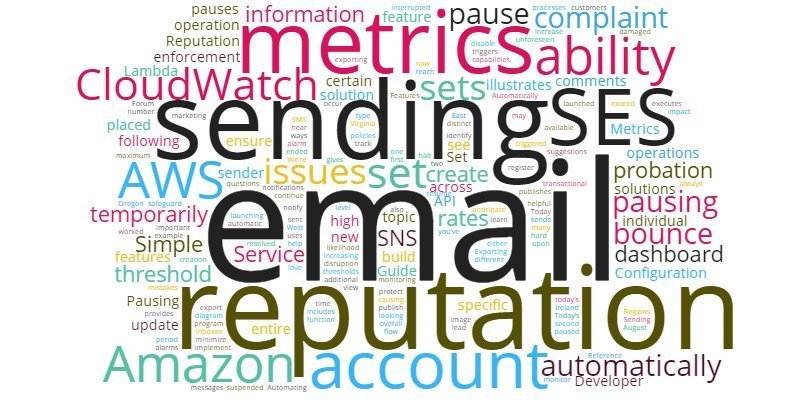 pauses
interrupted
processes
customers
operation
information
feature
pause
complaint
increase
damaged
Reputation
metrics
disable
unforeseen
enforcement
triggers
capabilities
exporting
now
reach
ability
Lambda
CloudWatch
certain
solution
sets
illustrates
comments
Forum
number
marketing
occur
Features
Automatically
launched
exceed
executes
impact
placed
sending
SES
Metrics
following
ensure
SMS
hear
ways
alarm
ended
We're
type
Virginia
policies
track
gives
East
distinct
identify
halt
two
one
first
may
available
triggered
suggestions
see
Set
register
maximum
AWS
sender
issues
set
create
API
across
transactional
operations
probation
solutions
always
questions
notifications
continue
publishes
helpful
Today
sends
many
hard
upon
pausing
individual
Oregon
safeguard
temporarily
launching
automatic
notify
sent
West
uses
help
love
level
high
new
also
topic
SNS
rates
anticipate
learn
you've
either
Exporting
different
bounce
worked
important
example
Simple
Service
resolved
likelihood
increasing
disruption
thresholds
additional
view
build
Guide
monitoring
email
dashboard
features
creation
threshold
Configuration
mistakes
Pausing
provides
update
export
diagram
program
inboxes
minimize
implement
reputation
entire
time
includes
function
protect
causing
publish
looking
overall
flow
specific
image
lead
today's
Ireland
Today's
second
paused
Regions
Sending
August
period
alarms
Amazon
account
automatically
Reference
monitor
Developer
messages
suspended
Automating